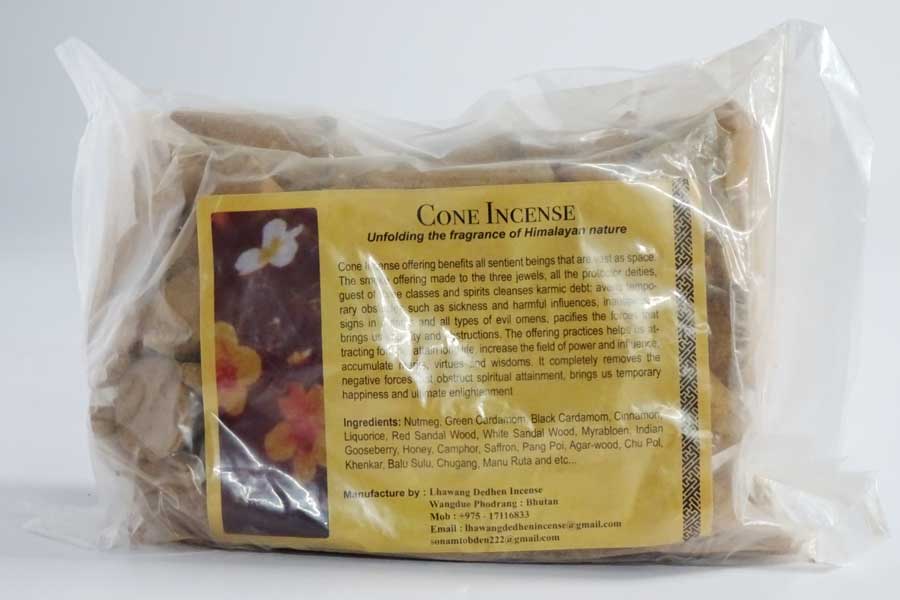 CONE INCENSE
Unfolding the fragrance of Himalayan nature
Cone Incense offering benefits all sentient beings that are vast as space.
The offering made to the three jewels, all the protector deities,
guest of classes and spirits cleanses karmic debt; tempo-
rary such as sickness and harmful influences,
signs in and all types of evil omens, pacifies the forces that
brings us and The offering practices helps at-
tracting attain life, increase the field of power and influence,
accumulate virtues and wisdoms. It completely removes the
negative forces that obstruct spiritual attainment, brings us temporary
happiness and ultimate enlightenment
Ingredients: Nutmeg, Green Cardamom, Black Cardamom, Cinnamon,
Liquorice, Red Sandal Wood, White Sandal Wood, Myrabloen, Indian
Gooseberry, Honey, Camphor, Saffron, Pang Poi, Agar-wood, Chu Pol,
Khenkar, Balu Sulu, Chugang, Manu Ruta and etc...
Manufacture by : Lhawang Dedhen Incense
Wangdue Phodrang : Bhutan
Mob : +975 - 17116833
Email : lhawangdedhenincense@gmail.com
sonamtobden222@gmail.com